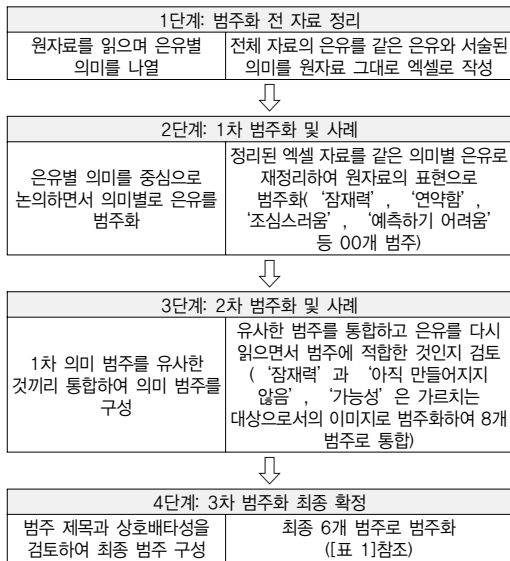 1단계: 범주화 전 자료 정리
원자료를 읽으며 은유별
의미를 나열
전체 자료의 은유를 같은 은유와 서술된
의미를 원자료 그대로 엑셀로 작성
2단계: 1차 범주화 및 사례
은유별 의미를 중심으로
논의하면서 의미별로 은유를
범주화
정리된 엑셀 자료를 같은 의미별 은유로
재정리하여 원자료의 표현으로
범주화( ‘잠재력’ , ‘연약함’ ,
‘조심스러움’ , ‘예측하기 어려움’
등 00개 범주)
3단계: 2차 범주화 및 사례
1차 의미 범주를 유사한
것끼리 통합하여 의미 범주를
구성
유사한 범주를 통합하고 은유를 다시
읽으면서 범주에 적합한 것인지 검토
( ‘잠재력’ 과 ‘아직 만들어지지
않음’ , ‘가능성’ 은 가르치는
대상으로서의 이미지로 범주화하여 8개
범주로 통합)
4단계: 3차 범주화 최종 확정
범주 제목과 상호배타성을
검토하여 최종 범주 구성
최종 6개 범주로 범주화
([표 1]참조)